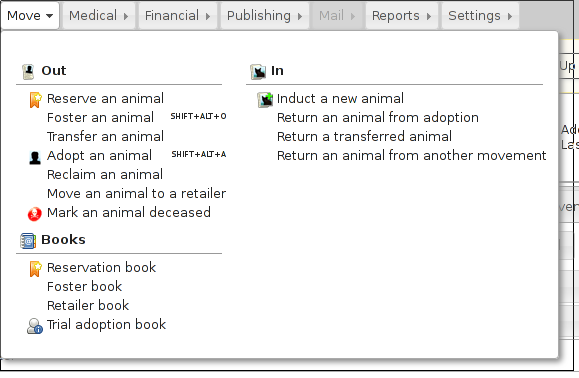 Move Medical Financial Publishing Mail Reports Settings
Out
Reserve an animal
Foster an animal SHIFT+ALT+O
Transfer an animal
Adopt an animal SHIFT+ALT+A
Reclaim an animal
Move an animal to a retailer
Mark an animal deceased
Books
Reservation book
Foster book
Retailer book
Trial adoption book
In
Induct a new animal
Return an animal from adoption
Return a transferred animal
Return an animal from another movement
Up